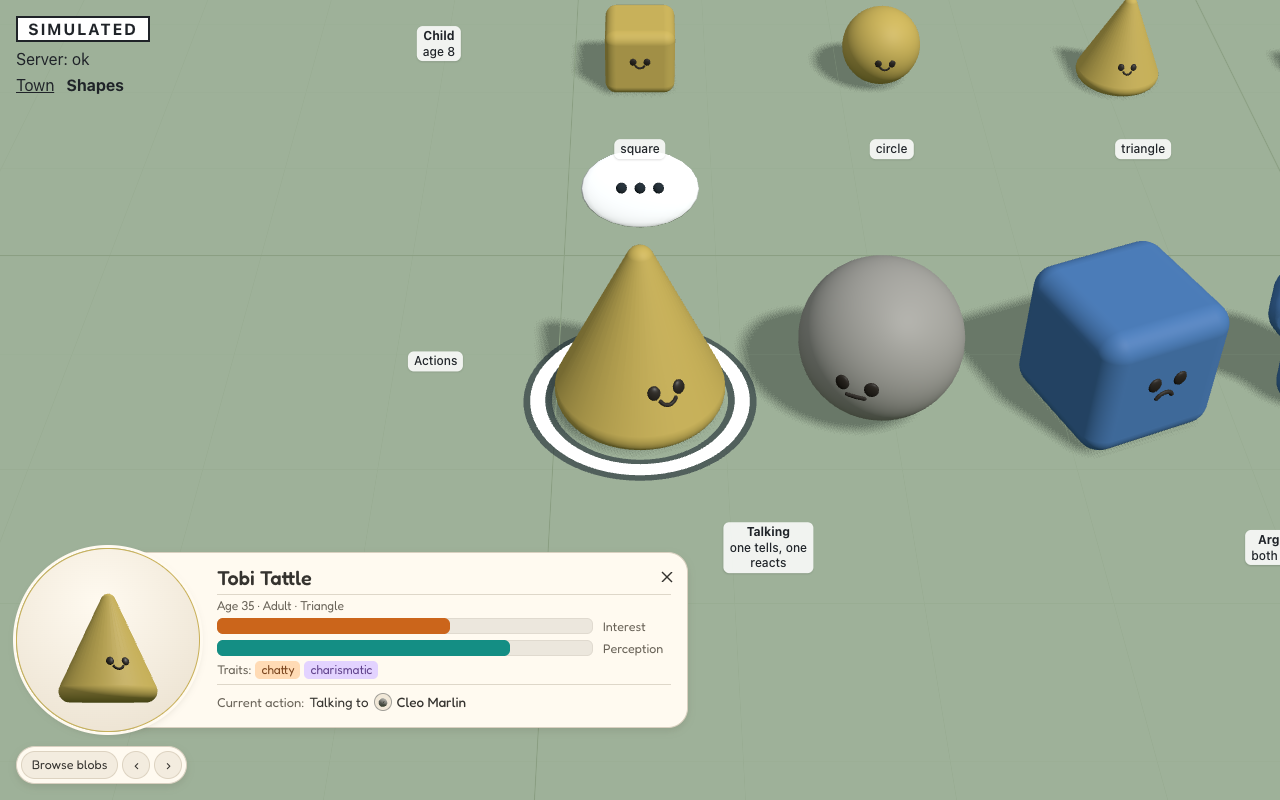 SIMULATED
Server: ok
Town Shapes
Child
age 8
square
circle
triangle
Actions
Talking
one tells, one
reacts
Arg
both
Tobi Tattle
Age 35 · Adult · Triangle
Interest
Perception
Traits: chatty charismatic
Current action: Talking to Cleo Marlin
Browse blobs ‹ ›